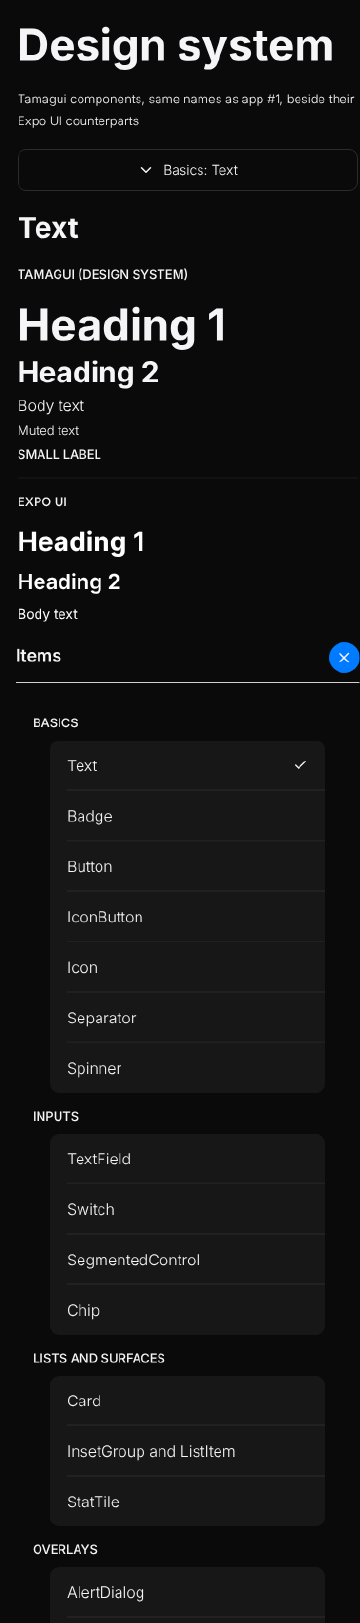 Design system
Tamagui components, same names as app #1, beside their
Expo UI counterparts
Basics: Text
Text
TAMAGUI (DESIGN SYSTEM)
Heading 1
Heading 2
Body text
Muted text
SMALL LABEL
EXPO UI
Heading 1
Heading 2
Body text
Items
BASICS
Text
Badge
Button
IconButton
Icon
Separator
Spinner
INPUTS
TextField
Switch
SegmentedControl
Chip
LISTS AND SURFACES
Card
InsetGroup and ListItem
StatTile
OVERLAYS
AlertDialog